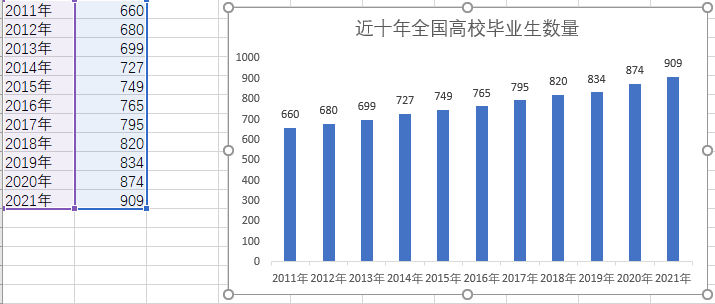 2011年 660
2012年 680
2013年 699
2014年 727
2015年 749
2016年 765
2017年 795
2018年 820
2019年 834
2020年 874
2021年 909
近十年全国高校毕业生数量
1000
900
800
700
600
500
400
300
200
100
0
660 680 699 727 749 765 795 820 834 874 909
2011年 2012年 2013年 2014年 2015年 2016年 2017年 2018年 2019年 2020年 2021年